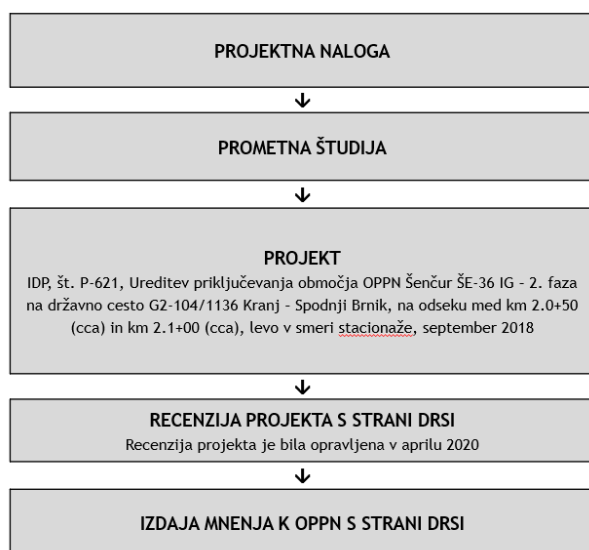 PROJEKTNA NALOGA
PROMETNA ŠTUDIJA
PROJEKT
IDP, št. P-621, Ureditev priključevanja območja OPPN Šenčur ŠE-36 IG - 2. faza
na državno cesto G2-104/1136 Kranj - Spodnji Brnik, na odseku med km 2.0+50
(cca) in km 2.1+00 (cca), levo v smeri stacionaže, september 2018
RECENZIJA PROJEKTA S STRANI DRSI
Recenzija projekta je bila opravljena v aprilu 2020
IZDAJA MNENJA K OPPN S STRANI DRSI